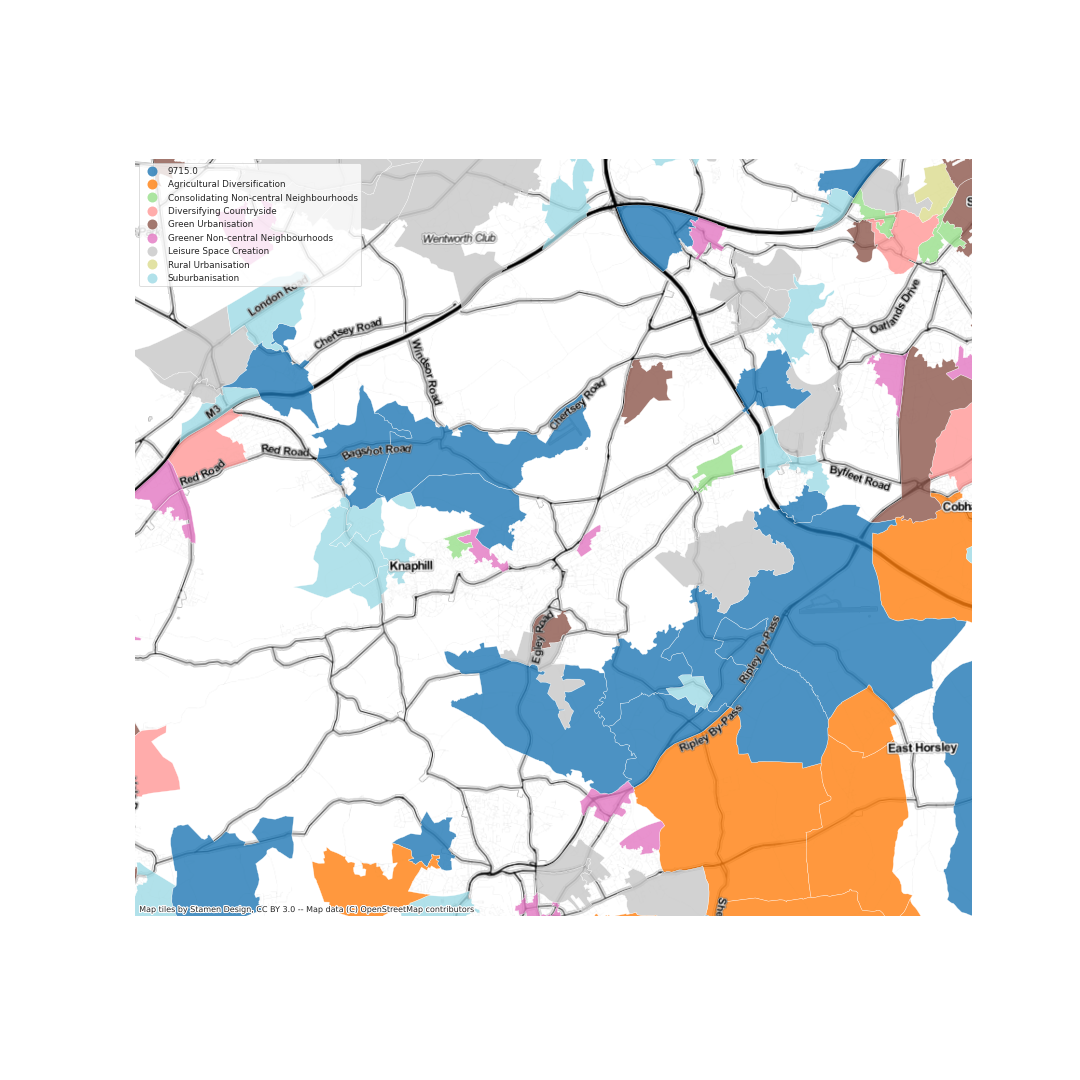 9715.0
Agricultural Diversification
Consolidating Non-central Neighbourhoods
Diversifying Countryside
Green Urbanisation
Greener Non-central Neighbourhoods
Leisure Space Creation
Rural Urbanisation
Suburbanisation
Wentworth Club
London Road
Chertsey Road
Windsor Road
Oatlands Drive
M3
Chertsey Road
Red Road
Bagshot Road
Red Road
Byfleet Road
Knaphill
Egley Road
Ripley By-Pass
Ripley By-Pass
East Horsley
Map tiles by Stamen Design, CC BY 3.0 -- Map data (C) OpenStreetMap contributors